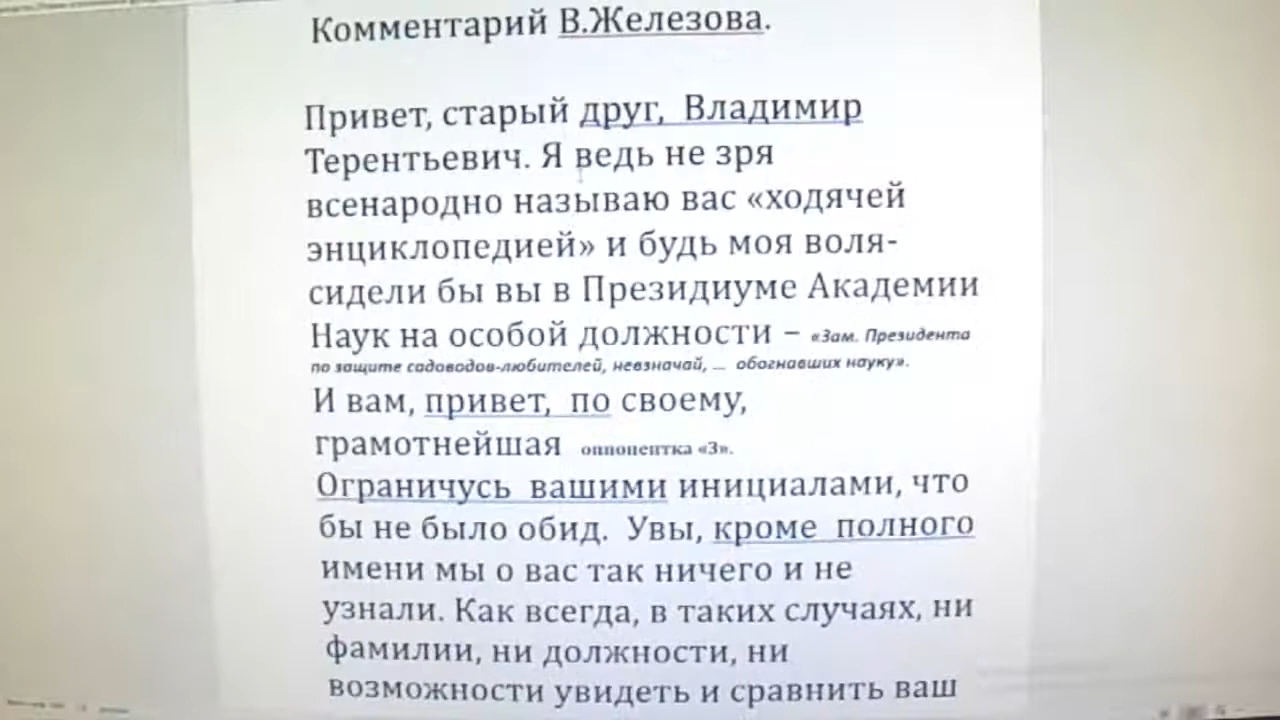 Комментарий В.Железова.
Привет, старый друг, Владимир
Терентьевич. Я ведь не зря
всенародно называю вас «ходячей
энциклопедией» и будь моя воля-
сидели бы вы в Президиуме Академии
Наук на особой должности – «Зам. Президента
по защите садоводов-любителей, невзначай, ... обогнавших науку».
И вам, привет, по своему,
грамотнейшая оппонентка «З».
Ограничусь вашими инициалами, что
бы не было обид. Увы, кроме полного
имени мы о вас так ничего и не
узнали. Как всегда, в таких случаях, ни
фамилии, ни должности, ни
возможности увидеть и сравнить ваш